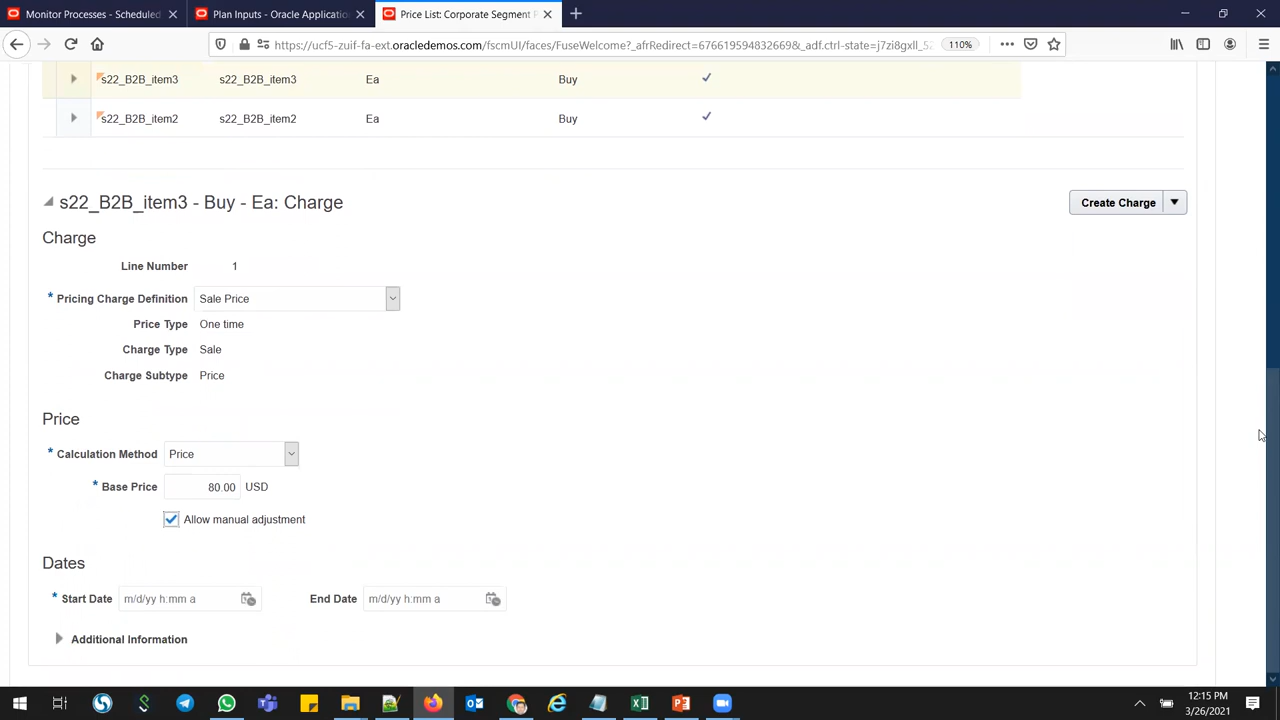 Monitor Processes - Scheduled
Plan Inputs - Oracle Application
Price List: Corporate Segment P
https://ucf5-zuif-fa-ext.oracledemos.com/fscmUI/faces/FuseWelcome?_afrRedirect=676619594832669&_adf.ctrl-state=j7zi8gxll_52
110%
s22_B2B_item3 s22_B2B_item3 Ea Buy
s22_B2B_item2 s22_B2B_item2 Ea Buy
s22_B2B_item3 - Buy - Ea: Charge
Create Charge
Charge
Line Number 1
* Pricing Charge Definition Sale Price
Price Type One time
Charge Type Sale
Charge Subtype Price
Price
* Calculation Method Price
* Base Price 80.00 USD
Allow manual adjustment
Dates
* Start Date m/d/yy h:mm a End Date m/d/yy h:mm a
Additional Information
12:15 PM
3/26/2021